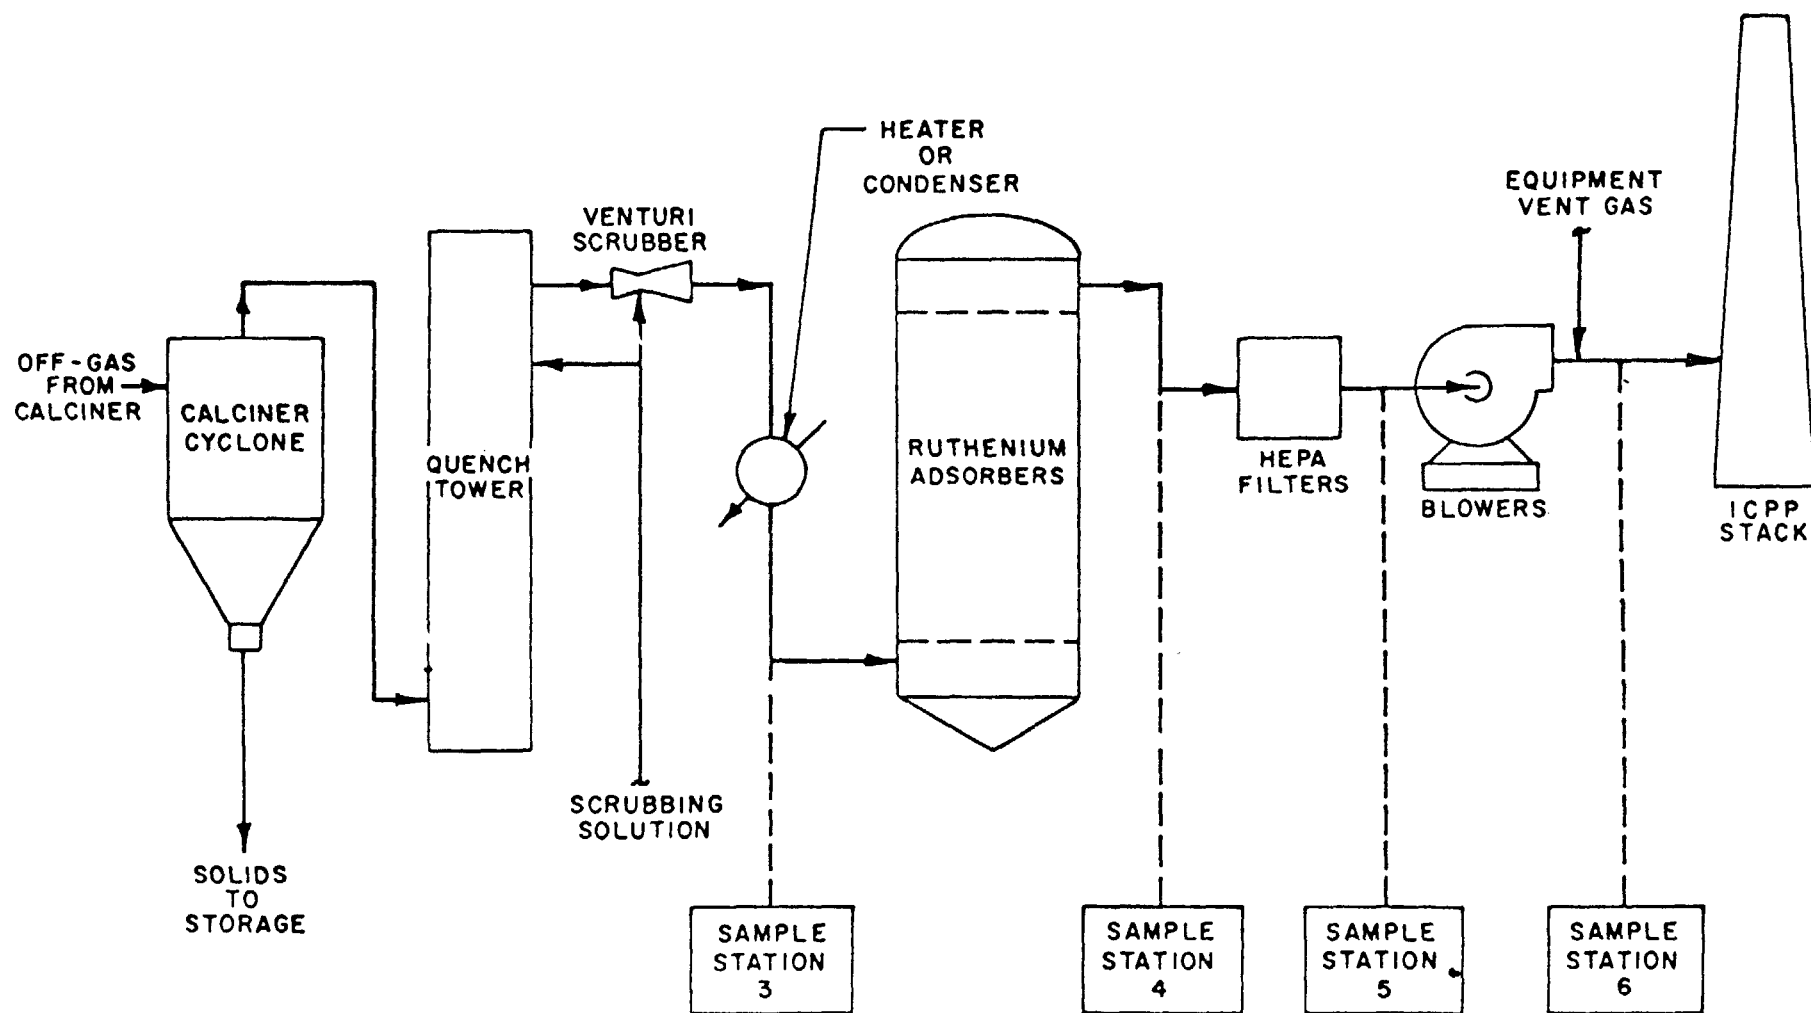 HEATER
OR
CONDENSER
EQUIPMENT
VENT GAS
VENTURI
SCRUBBER
OFF-GAS
FROM
CALCINER
CALCINER
CYCLONE
QUENCH
TOWER
RUTHENIUM
ADSORBERS
HEPA
FILTERS
BLOWERS
ICPP
STACK
SCRUBBING
SOLUTION
SOLIDS
TO
STORAGE
SAMPLE
STATION
3
SAMPLE
STATION
4
SAMPLE
STATION
5
SAMPLE
STATION
6